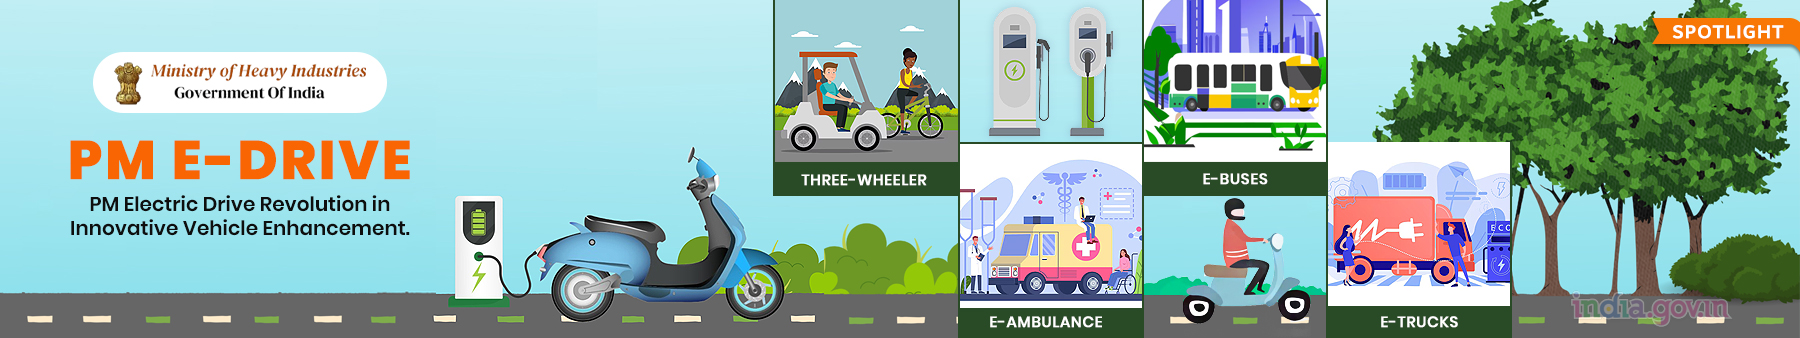 Ministry of Heavy Industries
Government Of India
PM E-DRIVE
PM Electric Drive Revolution in
Innovative Vehicle Enhancement.
THREE-WHEELER
E-AMBULANCE
E-BUSES
ECO
E-TRUCKS
SPOTLIGHT
india.gov.in